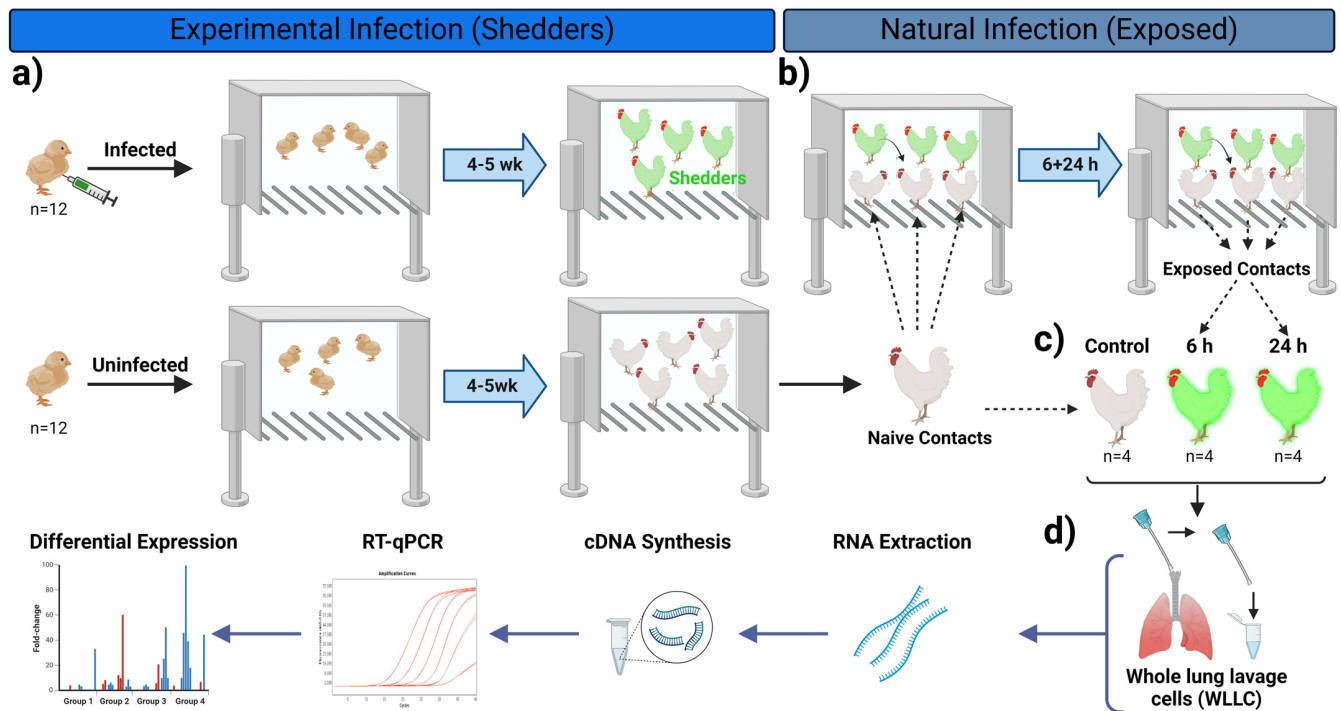 Experimental Infection (Shedders)
Natural Infection (Exposed)
a)
Infected
n=12
4-5 wk
Shedders
Uninfected
n=12
4-5wk
b)
6+24 h
Exposed Contacts
Naive Contacts
c)
Control
6 h
24 h
n=4
n=4
n=4
d)
Whole lung lavage
cells (WLLC)
RNA Extraction
cDNA Synthesis
RT-qPCR
Amplification Curves
Cycles
Differential Expression
Fold-change
100
80
60
40
20
0
Group 1
Group 2
Group 3
Group 4